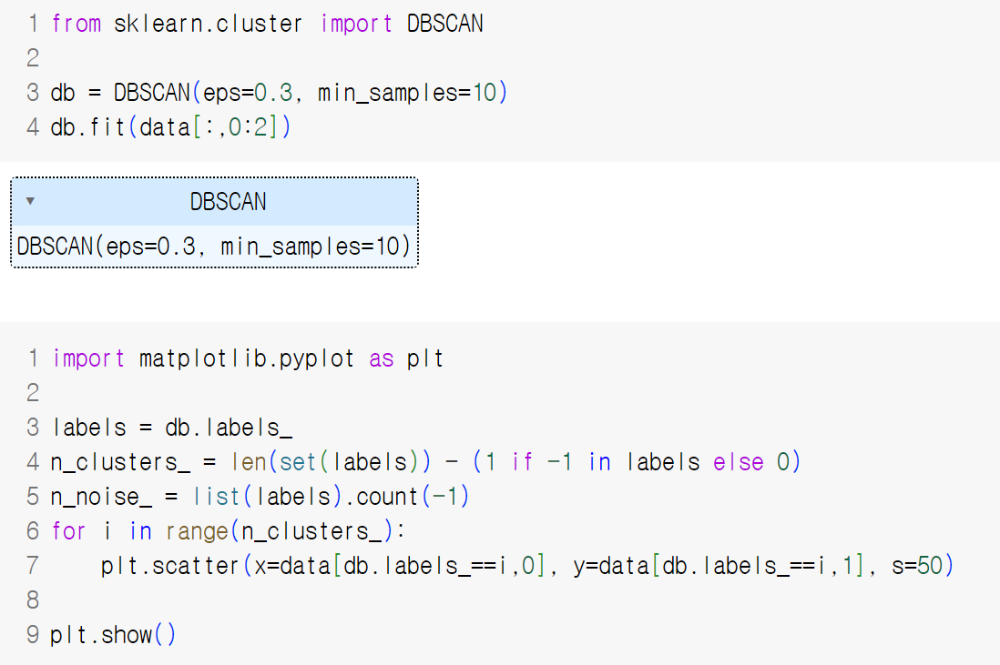 1 from sklearn.cluster import DBSCAN
2
3 db = DBSCAN(eps=0.3, min_samples=10)
4 db.fit(data[:,0:2])
▾ DBSCAN
DBSCAN(eps=0.3, min_samples=10)
1 import matplotlib.pyplot as plt
2
3 labels = db.labels_
4 n_clusters_ = len(set(labels)) - (1 if -1 in labels else 0)
5 n_noise_ = list(labels).count(-1)
6 for i in range(n_clusters_):
7     plt.scatter(x=data[db.labels_==i,0], y=data[db.labels_==i,1], s=50)
8
9 plt.show()